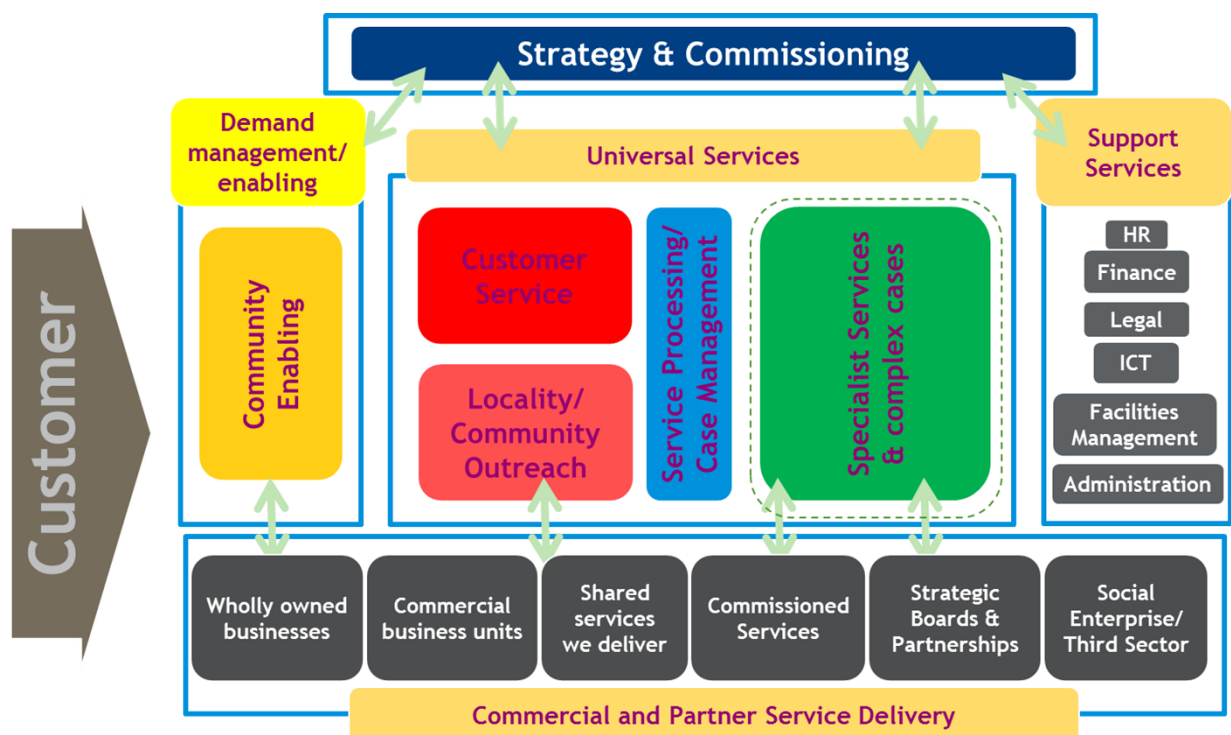 Strategy & Commissioning
Demand
management/
enabling
Universal Services
Support
Services
Customer
Community
Enabling
Customer
Service
Locality/
Community
Outreach
Service Processing/
Case Management
Specialist Services
& complex cases
HR
Finance
Legal
ICT
Facilities
Management
Administration
Wholly owned
businesses
Commercial
business units
Shared
services
we deliver
Commissioned
Services
Strategic
Boards &
Partnerships
Social
Enterprise/
Third Sector
Commercial and Partner Service Delivery